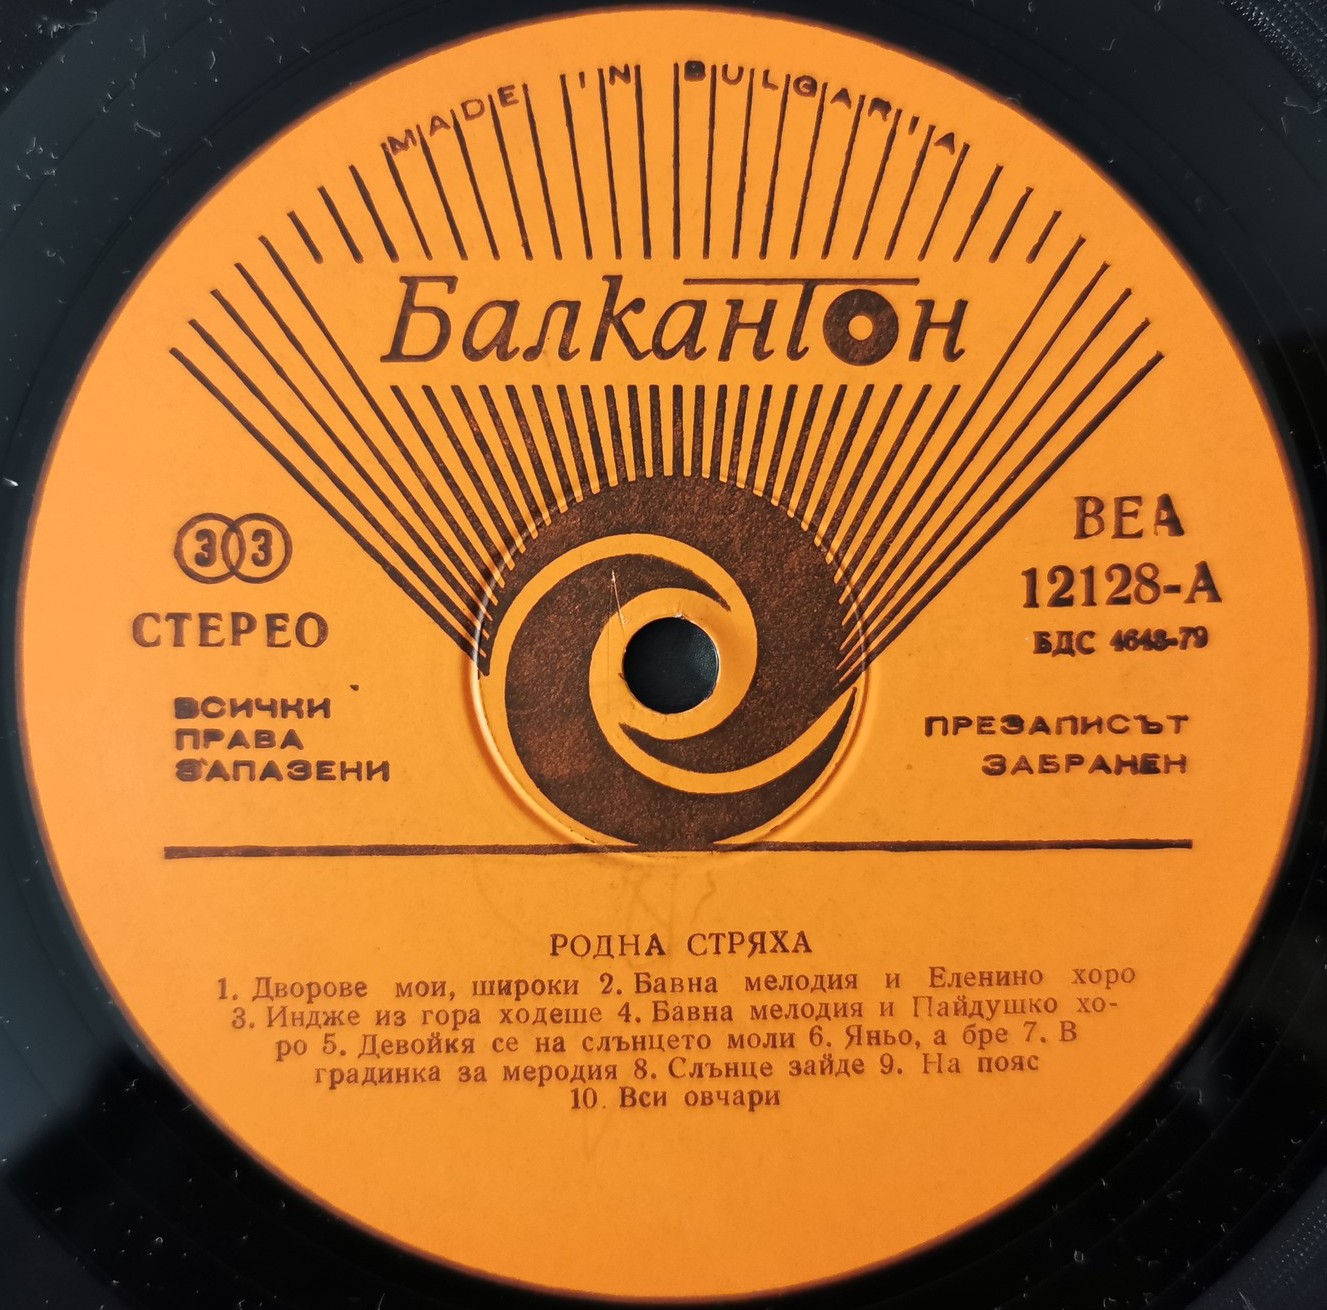 MADE IN BULGARIA
Балкантон
33
СТЕРЕО
ВСИЧКИ
ПРАВА
ЗАПАЗЕНИ
ВЕА
12128-А
БДС 4643-79
ПРЕЗАПИСЪТ
ЗАБРАНЕН
РОДНА СТРЯХА
1. Дворове мои, широки 2. Бавна мелодия и Еленино хоро
3. Индже из гора ходеше 4. Бавна мелодия и Пайдушко хо-
ро 5. Девойкя се на слънцето моли 6. Яньо, а бре 7. В
градинка за меродия 8. Слънце зайде 9. На пояс
10. Вси овчари